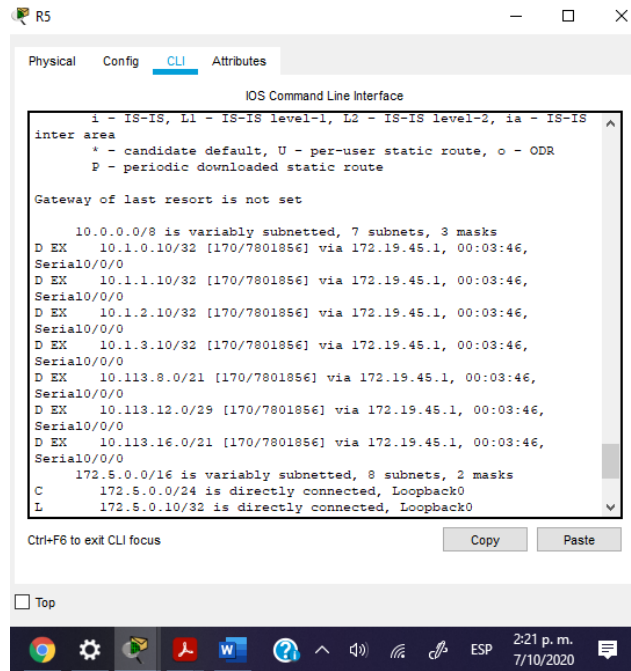 R5
Physical Config CLI Attributes
IOS Command Line Interface
i - IS-IS, L1 - IS-IS level-1, L2 - IS-IS level-2, ia - IS-IS
inter area
* - candidate default, U - per-user static route, o - ODR
P - periodic downloaded static route
Gateway of last resort is not set
10.0.0.0/8 is variably subnetted, 7 subnets, 3 masks
D EX 10.1.0.10/32 [170/7801856] via 172.19.45.1, 00:03:46,
Serial0/0/0
D EX 10.1.1.10/32 [170/7801856] via 172.19.45.1, 00:03:46,
Serial0/0/0
D EX 10.1.2.10/32 [170/7801856] via 172.19.45.1, 00:03:46,
Serial0/0/0
D EX 10.1.3.10/32 [170/7801856] via 172.19.45.1, 00:03:46,
Serial0/0/0
D EX 10.113.8.0/21 [170/7801856] via 172.19.45.1, 00:03:46,
Serial0/0/0
D EX 10.113.12.0/29 [170/7801856] via 172.19.45.1, 00:03:46,
Serial0/0/0
D EX 10.113.16.0/21 [170/7801856] via 172.19.45.1, 00:03:46,
Serial0/0/0
172.5.0.0/16 is variably subnetted, 8 subnets, 2 masks
C 172.5.0.0/24 is directly connected, Loopback0
L 172.5.0.10/32 is directly connected, Loopback0
Ctrl+F6 to exit CLI focus Copy Paste
Top
ESP 2:21 p. m.
7/10/2020